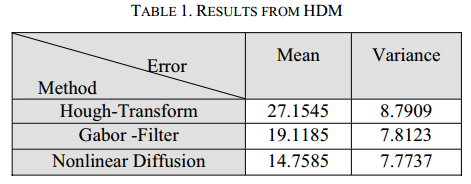 TABLE 1. RESULTS FROM HDM
Error
Method
Mean Variance
Hough-Transform 27.1545 8.7909
Gabor -Filter 19.1185 7.8123
Nonlinear Diffusion 14.7585 7.7737